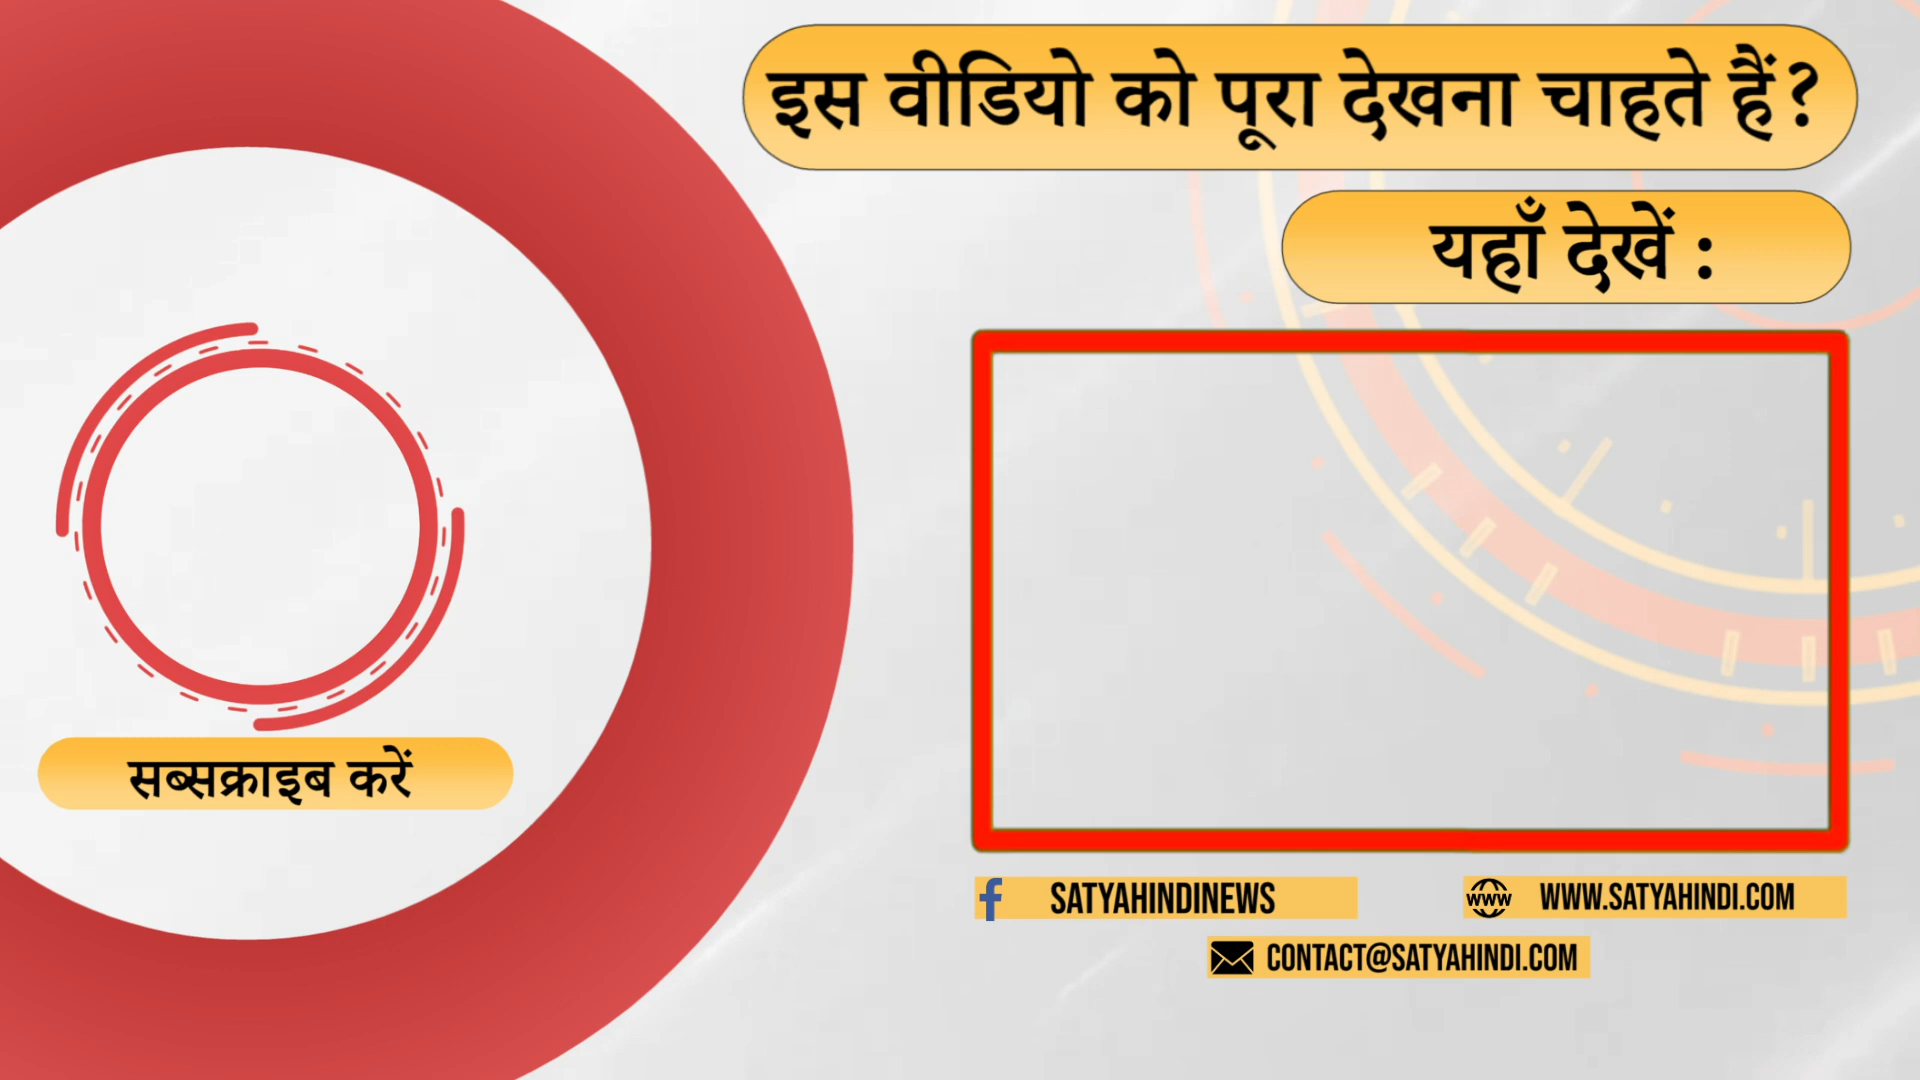 इस वीडियो को पूरा देखना चाहते हैं?
यहाँ देखें :
सब्सक्राइब करें
SATYAHINDINEWS
WWW
WWW.SATYAHINDI.COM
CONTACT@SATYAHINDI.COM